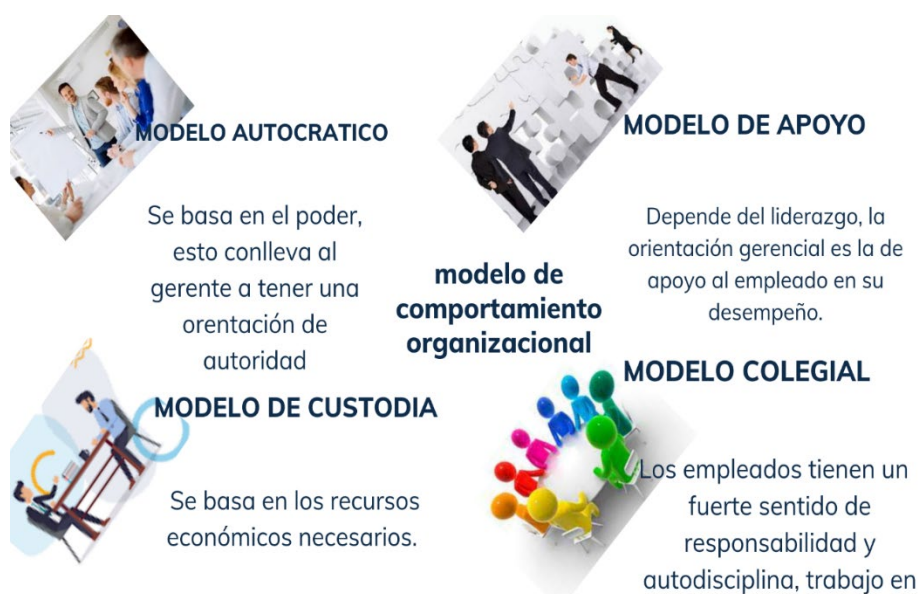 MODELO AUTOCRATICO
Se basa en el poder,
esto conlleva al
gerente a tener una
orentación de
autoridad
MODELO DE APOYO
Depende del liderazgo, la
orientación gerencial es la de
apoyo al empleado en su
desempeño.
modelo de
comportamiento
organizacional
MODELO DE CUSTODIA
Se basa en los recursos
económicos necesarios.
MODELO COLEGIAL
Los empleados tienen un
fuerte sentido de
responsabilidad y
autodisciplina, trabajo en